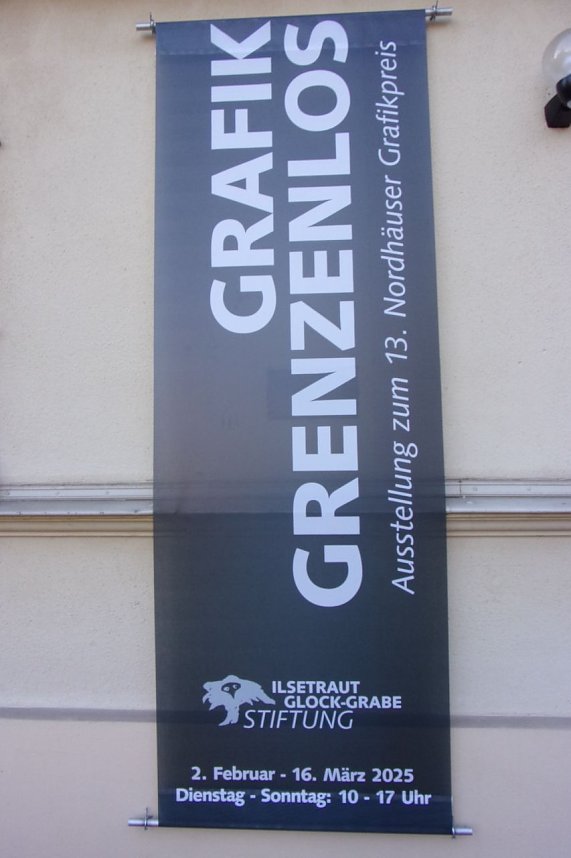 GRAFIK
GRENZENLOS
Ausstellung zum 13. Nordhäuser Grafikpreis
ILSETRAUT
GLOCK-GRABE
STIFTUNG
2. Februar - 16. März 2025
Dienstag - Sonntag: 10 - 17 Uhr